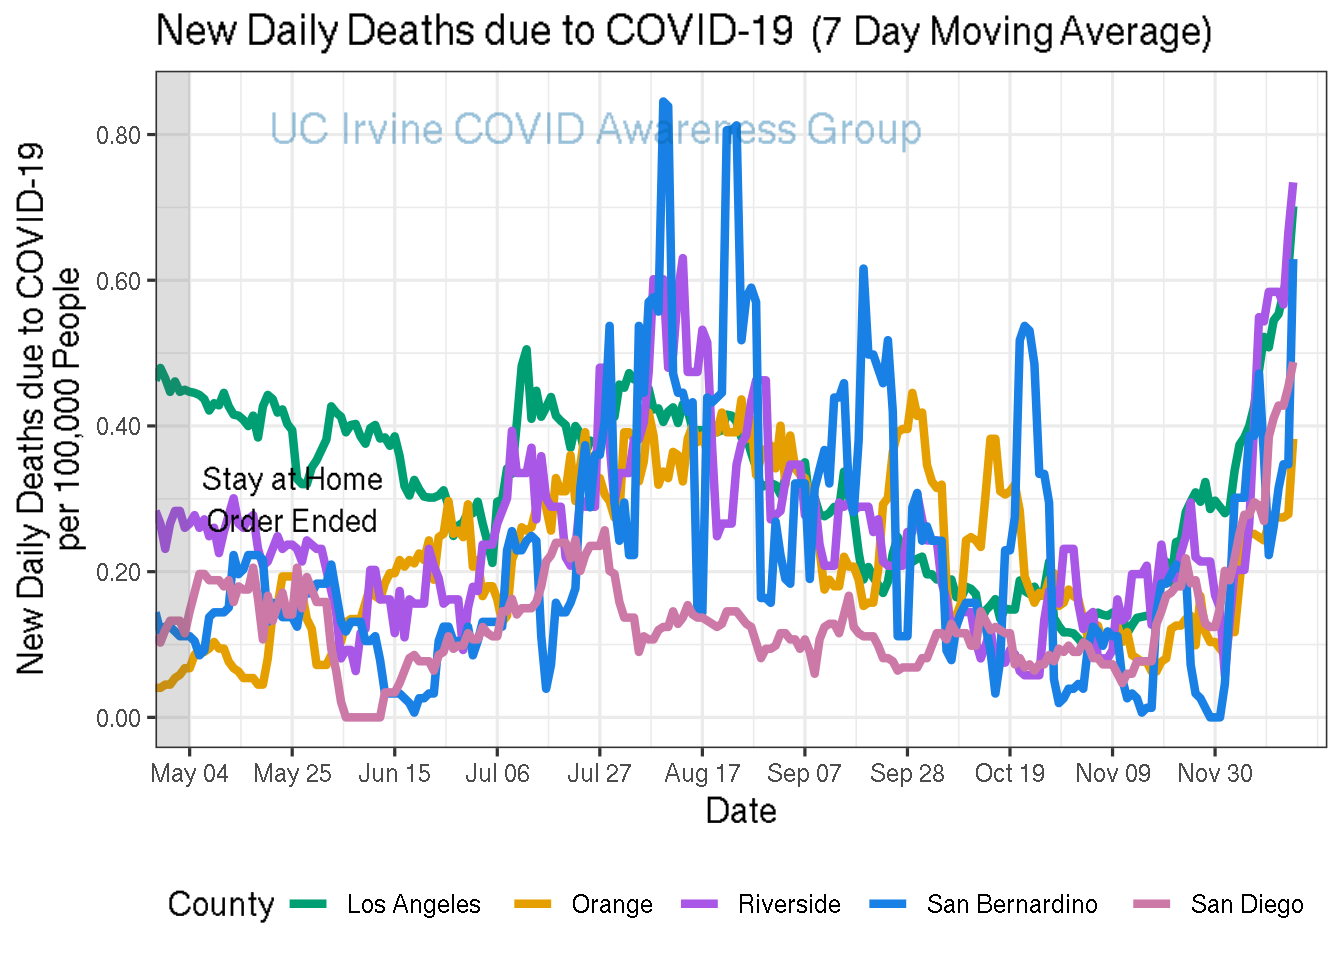 New Daily Deaths due to COVID-19 (7 Day Moving Average)
UC Irvine COVID Awareness Group
New Daily Deaths due to COVID-19
per 100,000 People
0.80
0.60
0.40
0.20
0.00
Stay at Home
Order Ended
May 04 May 25 Jun 15 Jul 06 Jul 27 Aug 17 Sep 07 Sep 28 Oct 19 Nov 09 Nov 30
Date
County Los Angeles Orange Riverside San Bernardino San Diego